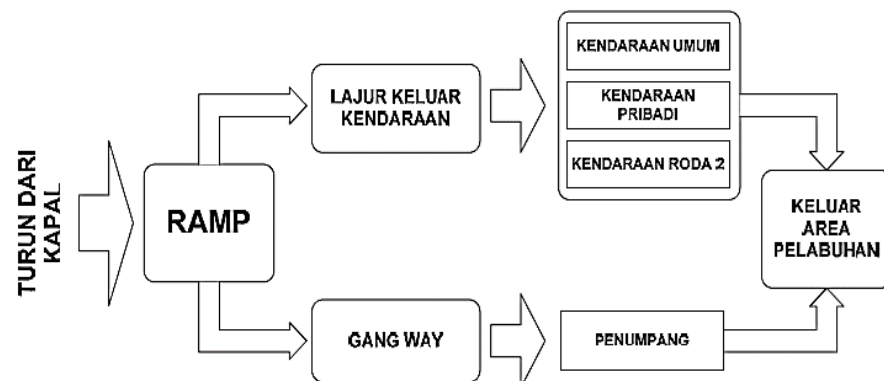 TURUN DARI
KAPAL
RAMP
LAJUR KELUAR
KENDARAAN
KENDARAAN UMUM
KENDARAAN
PRIBADI
KENDARAAN RODA 2
GANG WAY
PENUMPANG
KELUAR
AREA
PELABUHAN